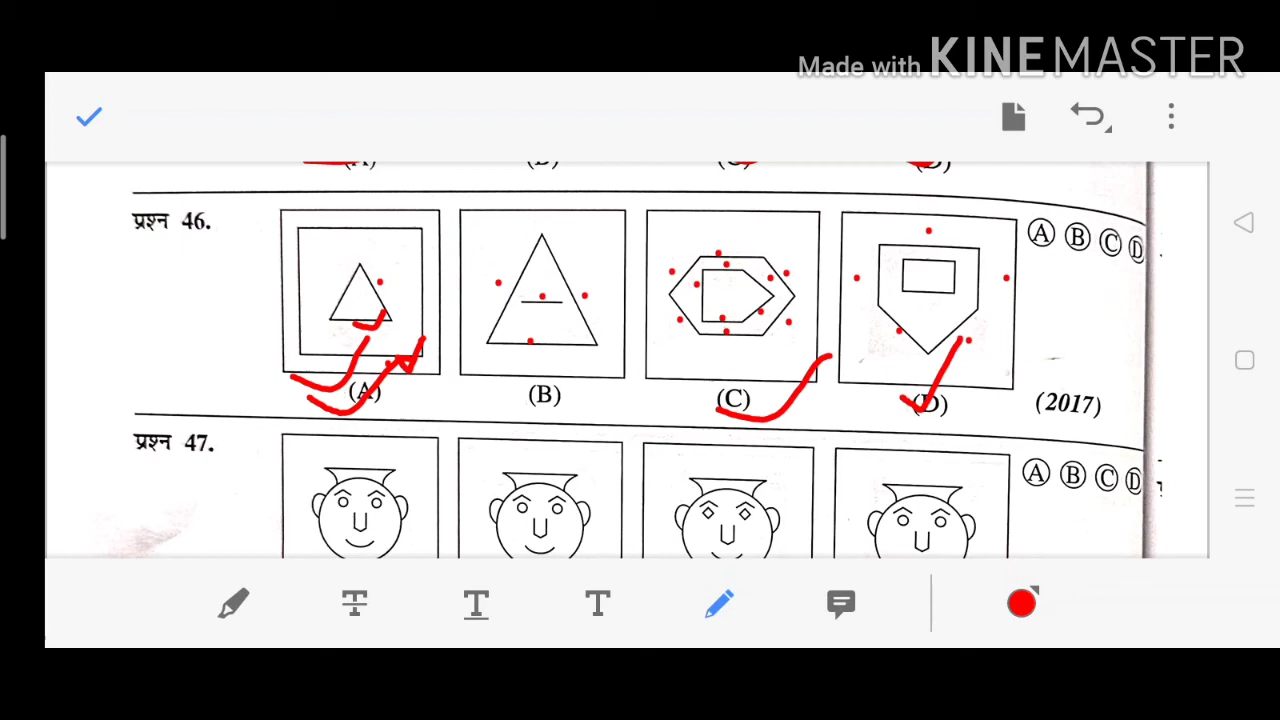 Made with KINEMASTER
(A) (B) (C) (D)
प्रश्न 46.
A B C D
(A) (B) (C) (D) (2017)
प्रश्न 47.
A B C D
T T T